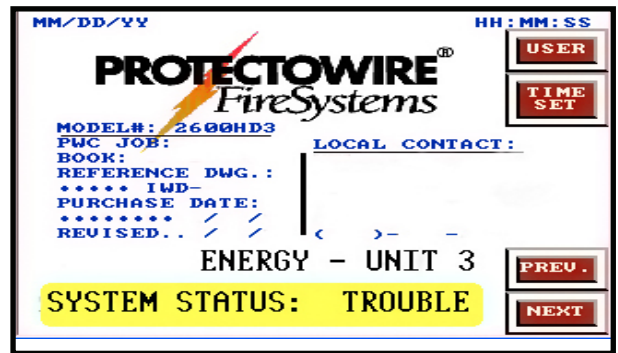 MM/DD/YY HH:MM:SS
PROTECTOWIRE®
FireSystems
USER
TIME
SET
MODEL#: 2600HD3
PWC JOB:
BOOK:
REFERENCE DWG.:
••••• IWD-
PURCHASE DATE:
•••••••• / /
REVISED.. / /
LOCAL CONTACT:
( )- -
ENERGY - UNIT 3
SYSTEM STATUS: TROUBLE
PREV.
NEXT